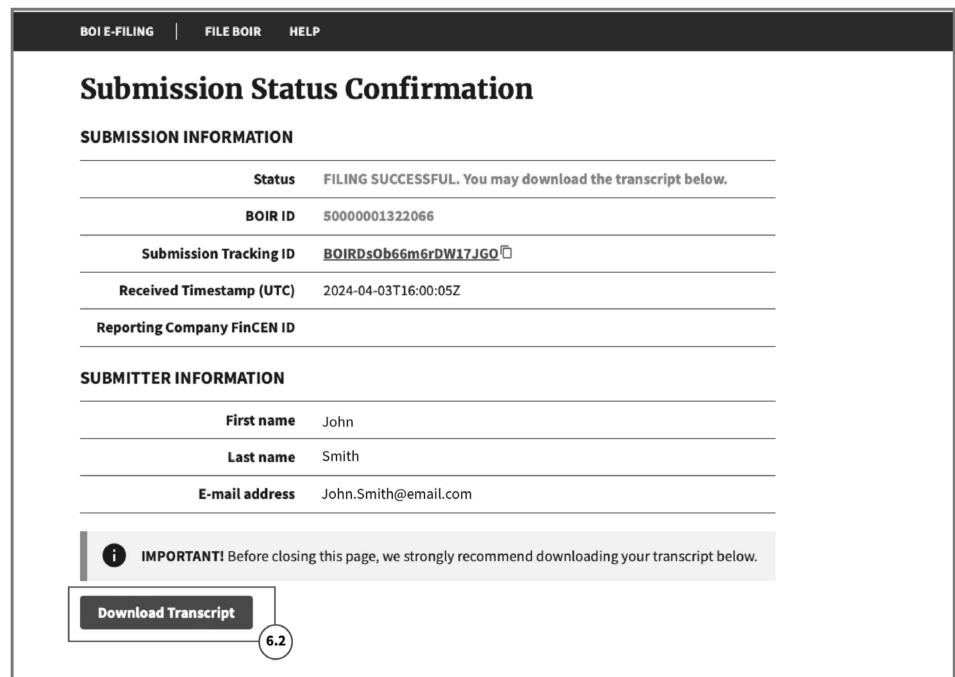 BOI E-FILING | FILE BOIR HELP
Submission Status Confirmation
SUBMISSION INFORMATION
Status FILING SUCCESSFUL. You may download the transcript below.
BOIR ID 50000001322066
Submission Tracking ID BOIRDsOb66m6rDW17JGO
Received Timestamp (UTC) 2024-04-03T16:00:05Z
Reporting Company FinCEN ID
SUBMITTER INFORMATION
First name John
Last name Smith
E-mail address John.Smith@email.com
IMPORTANT! Before closing this page, we strongly recommend downloading your transcript below.
Download Transcript
6.2